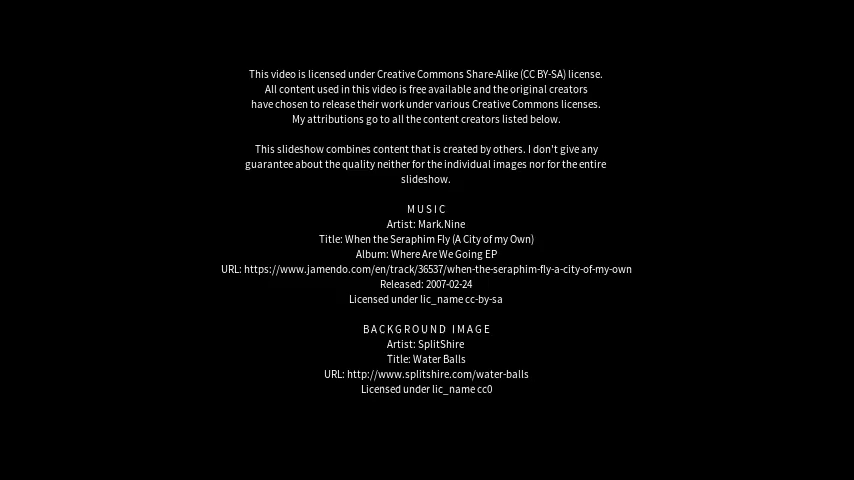 This video is licensed under Creative Commons Share-Alike (CC BY-SA) license.
All content used in this video is free available and the original creators
have chosen to release their work under various Creative Commons licenses.
My attributions go to all the content creators listed below.
This slideshow combines content that is created by others. I don't give any
guarantee about the quality neither for the individual images nor for the entire
slideshow.
MUSIC
Artist: Mark.Nine
Title: When the Seraphim Fly (A City of my Own)
Album: Where Are We Going EP
URL: https://www.jamendo.com/en/track/36537/when-the-seraphim-fly-a-city-of-my-own
Released: 2007-02-24
Licensed under lic_name cc-by-sa
BACKGROUND IMAGE
Artist: SplitShire
Title: Water Balls
URL: http://www.splitshire.com/water-balls
Licensed under lic_name cc0